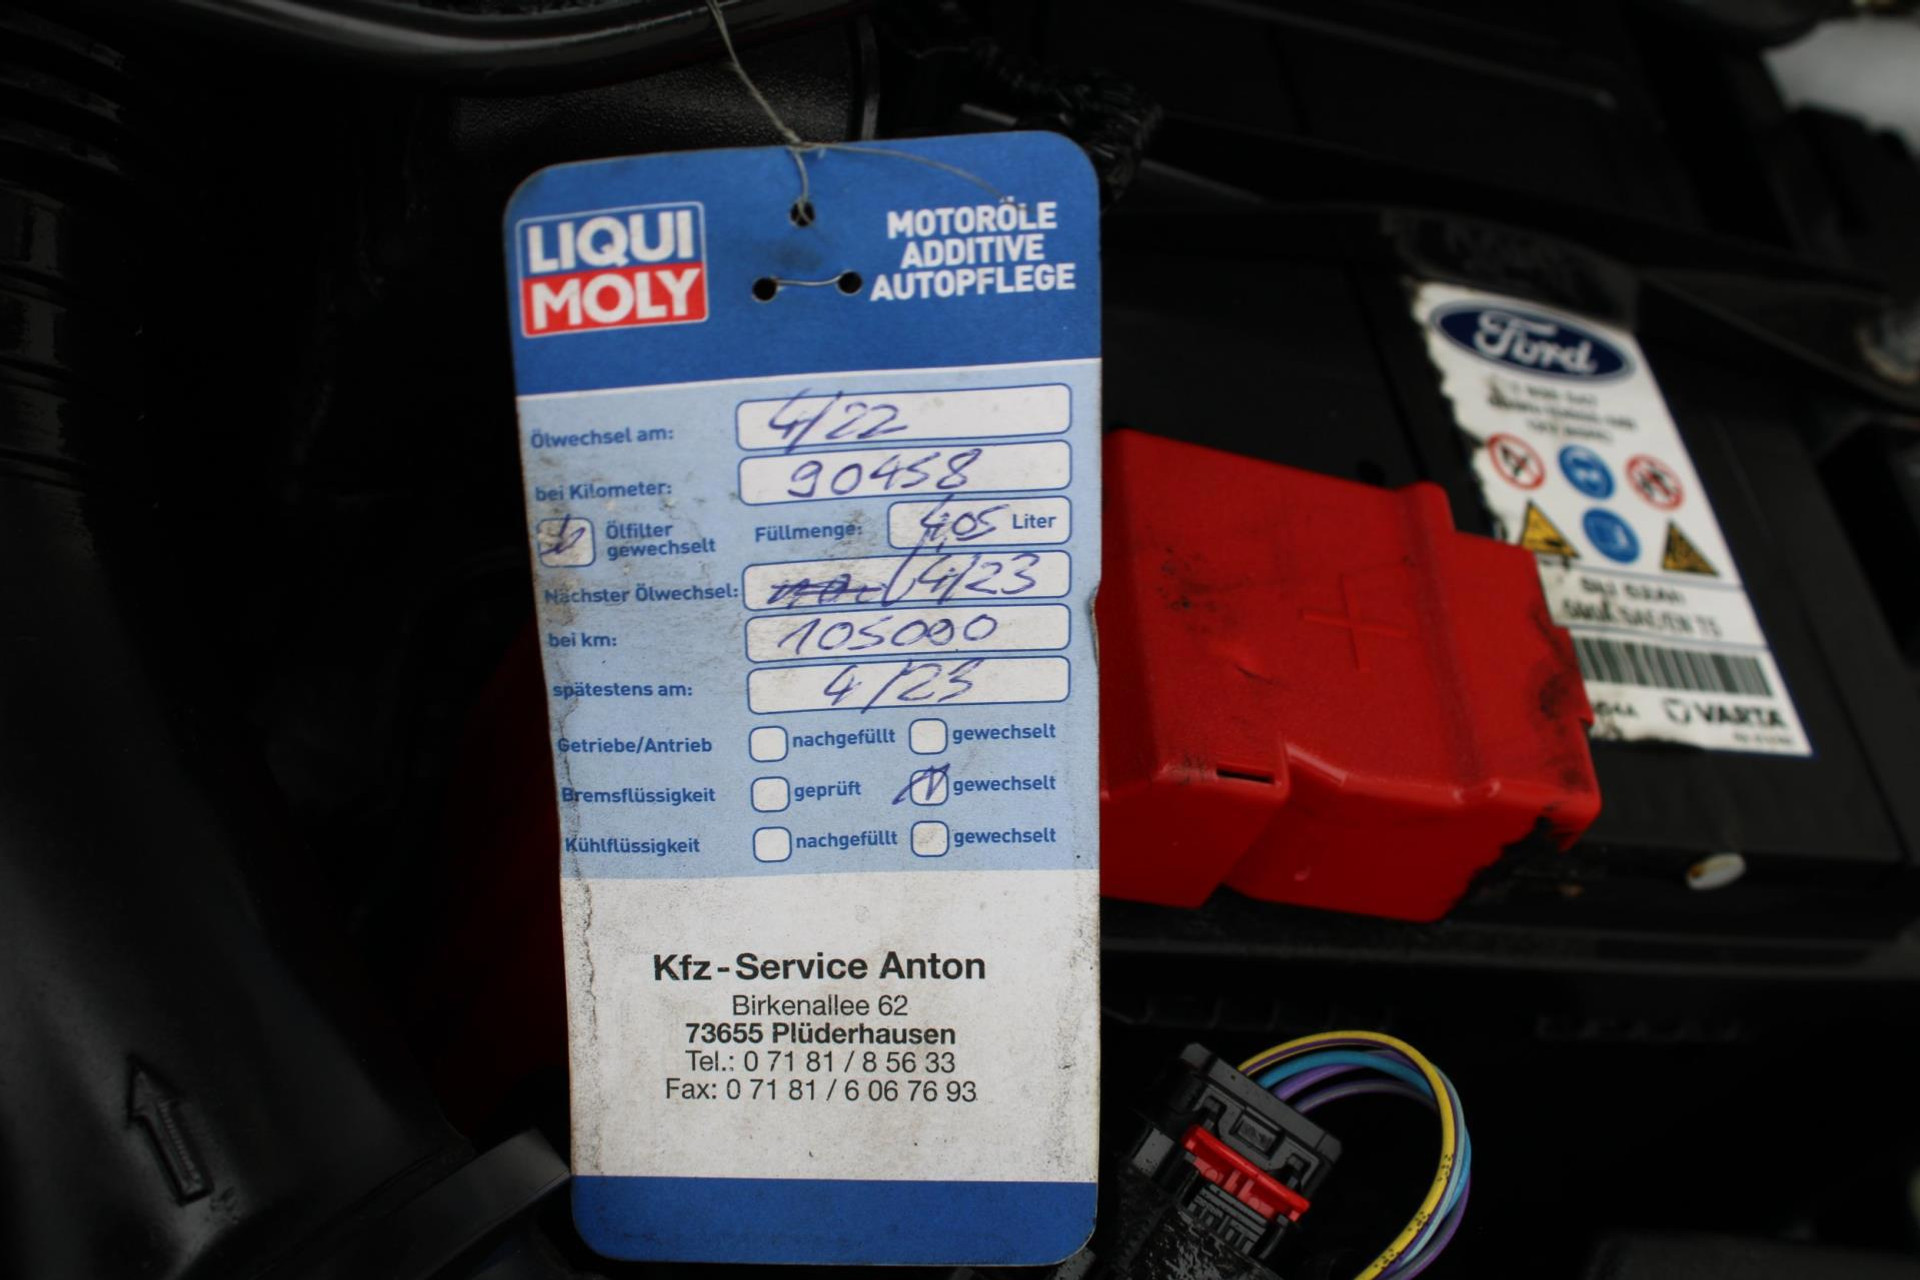 LIQUI
MOLY
MOTORÖLE
ADDITIVE
AUTOPFLEGE
Ölwechsel am: 4/22
bei Kilometer: 90458
Ölfilter
gewechselt
Füllmenge: 4,05 Liter
Nächster Ölwechsel: 4/23
bei km: 105000
spätestens am: 4/23
Getriebe/Antrieb nachgefüllt gewechselt
Bremsflüssigkeit geprüft gewechselt
Kühlflüssigkeit nachgefüllt gewechselt
Kfz-Service Anton
Birkenallee 62
73655 Plüderhausen
Tel.: 0 71 81 / 8 56 33
Fax: 0 71 81 / 6 06 76 93
Ford
VARTA